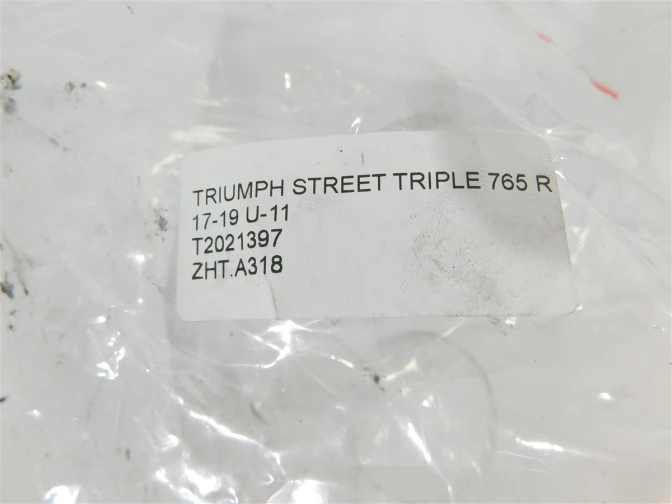 TRIUMPH STREET TRIPLE 765 R
17-19 U-11
T2021397
ZHT.A318